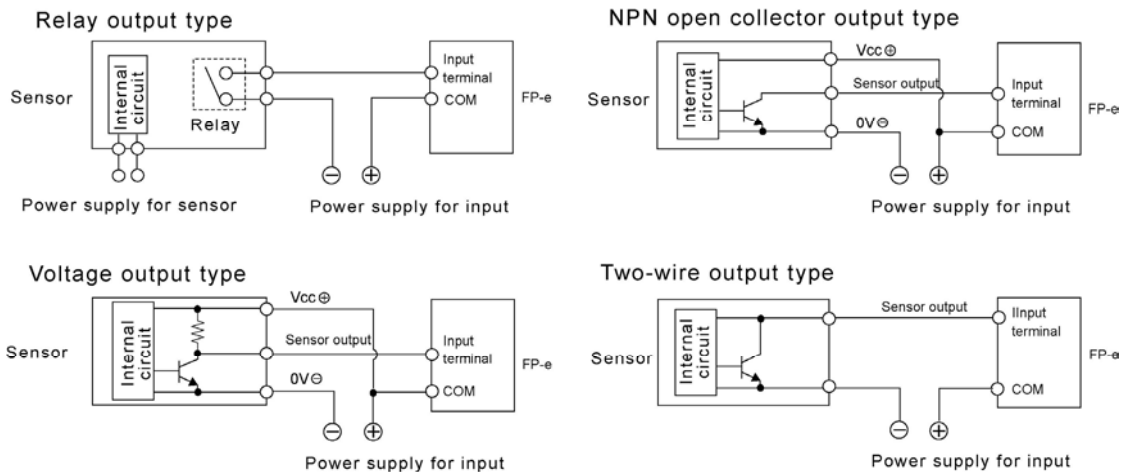 Relay output type
Sensor
Internal
circuit
Relay
Input
terminal
COM
FP-e
⊖ ⊕
Power supply for sensor
Power supply for input
NPN open collector output type
Sensor
Internal
circuit
Vcc⊕
Sensor output
0V⊖
Input
terminal
COM
FP-e
⊖ ⊕
Power supply for input
Voltage output type
Sensor
Internal
circuit
Vcc⊕
Sensor output
0V⊖
Input
terminal
COM
FP-e
⊖ ⊕
Power supply for input
Two-wire output type
Sensor
Internal
circuit
Sensor output
IInput
terminal
COM
FP-e
⊖ ⊕
Power supply for input